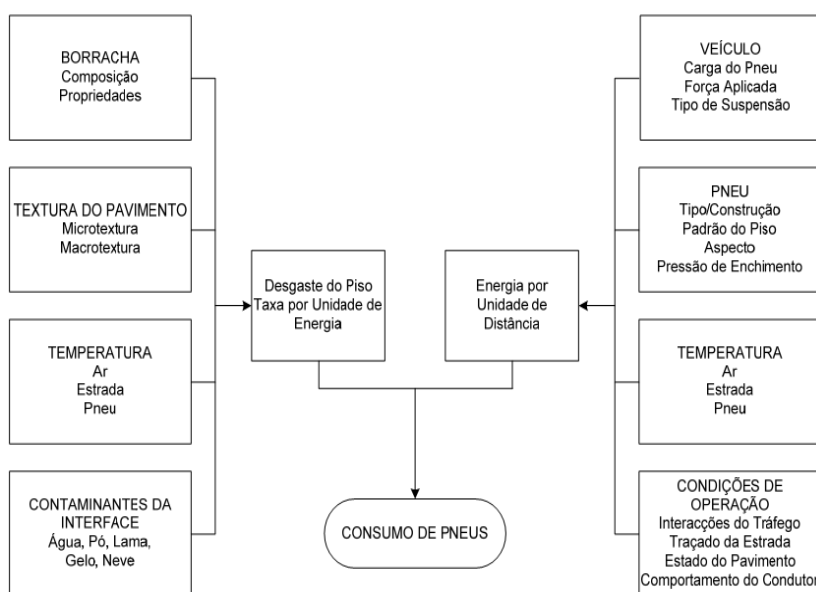 BORRACHA
Composição
Propriedades
TEXTURA DO PAVIMENTO
Microtextura
Macrotextura
TEMPERATURA
Ar
Estrada
Pneu
CONTAMINANTES DA
INTERFACE
Água, Pó, Lama,
Gelo, Neve
Desgaste do Piso
Taxa por Unidade de
Energia
Energia por
Unidade de
Distância
CONSUMO DE PNEUS
VEÍCULO
Carga do Pneu
Força Aplicada
Tipo de Suspensão
PNEU
Tipo/Construção
Padrão do Piso
Aspecto
Pressão de Enchimento
TEMPERATURA
Ar
Estrada
Pneu
CONDIÇÕES DE
OPERAÇÃO
Interacções do Tráfego
Traçado da Estrada
Estado do Pavimento
Comportamento do Condutor